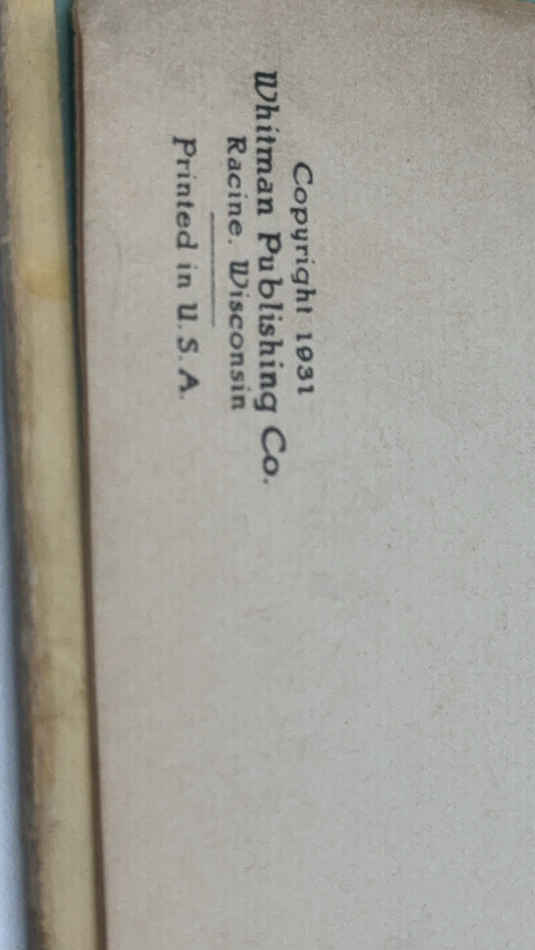 Copyright 1931
Whitman Publishing Co.
Racine. Wisconsin
Printed in U.S.A.